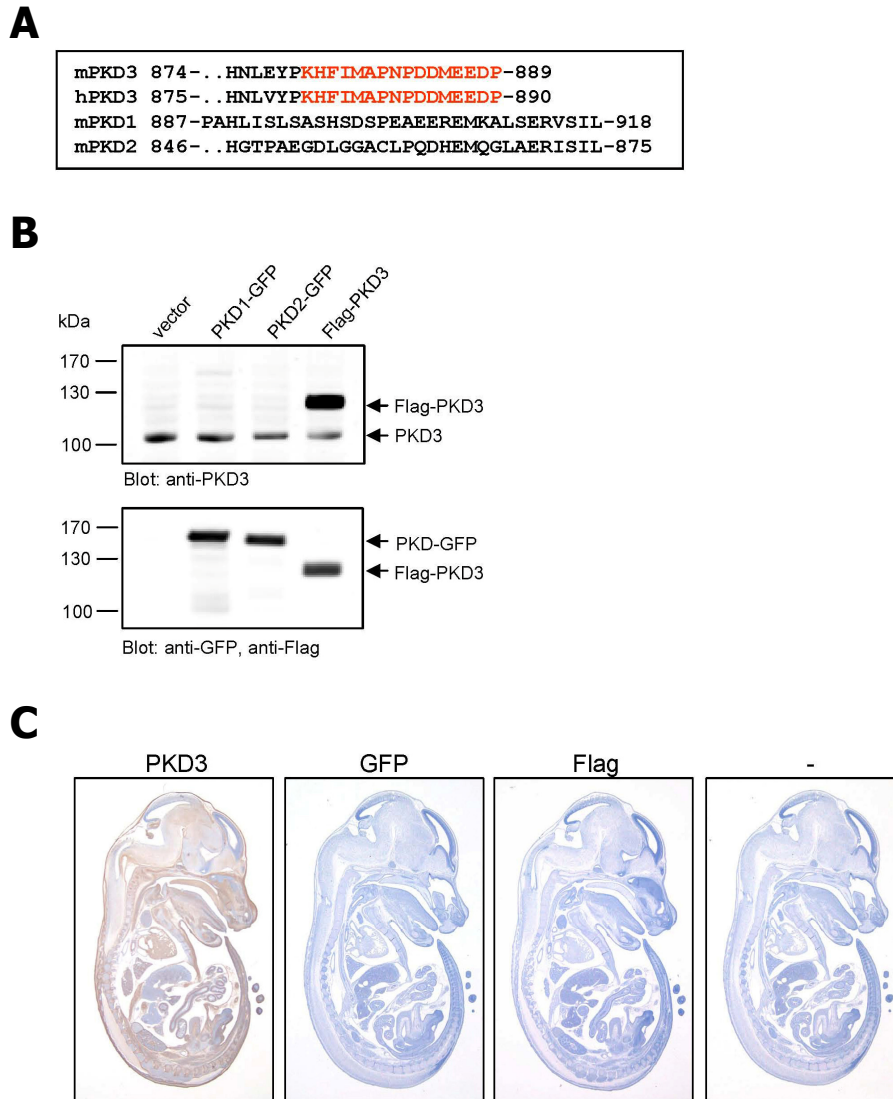 A
mPKD3 874-..HNLEYPKHFIMAPNPDDMEEDP-889
hPKD3 875-..HNLVYPKHFIMAPNPDDMEEDP-890
mPKD1 887-PAHLISLSASHSDSPEAEEREMKALSERVSIL-918
mPKD2 846-..HGTPAEGDLGGACLPQDHEMQGLAERISIL-875
B
kDa
vector
PKD1-GFP
PKD2-GFP
Flag-PKD3
170
130
Flag-PKD3
PKD3
100
Blot: anti-PKD3
170
PKD-GFP
130
Flag-PKD3
100
Blot: anti-GFP, anti-Flag
C
PKD3 GFP Flag -